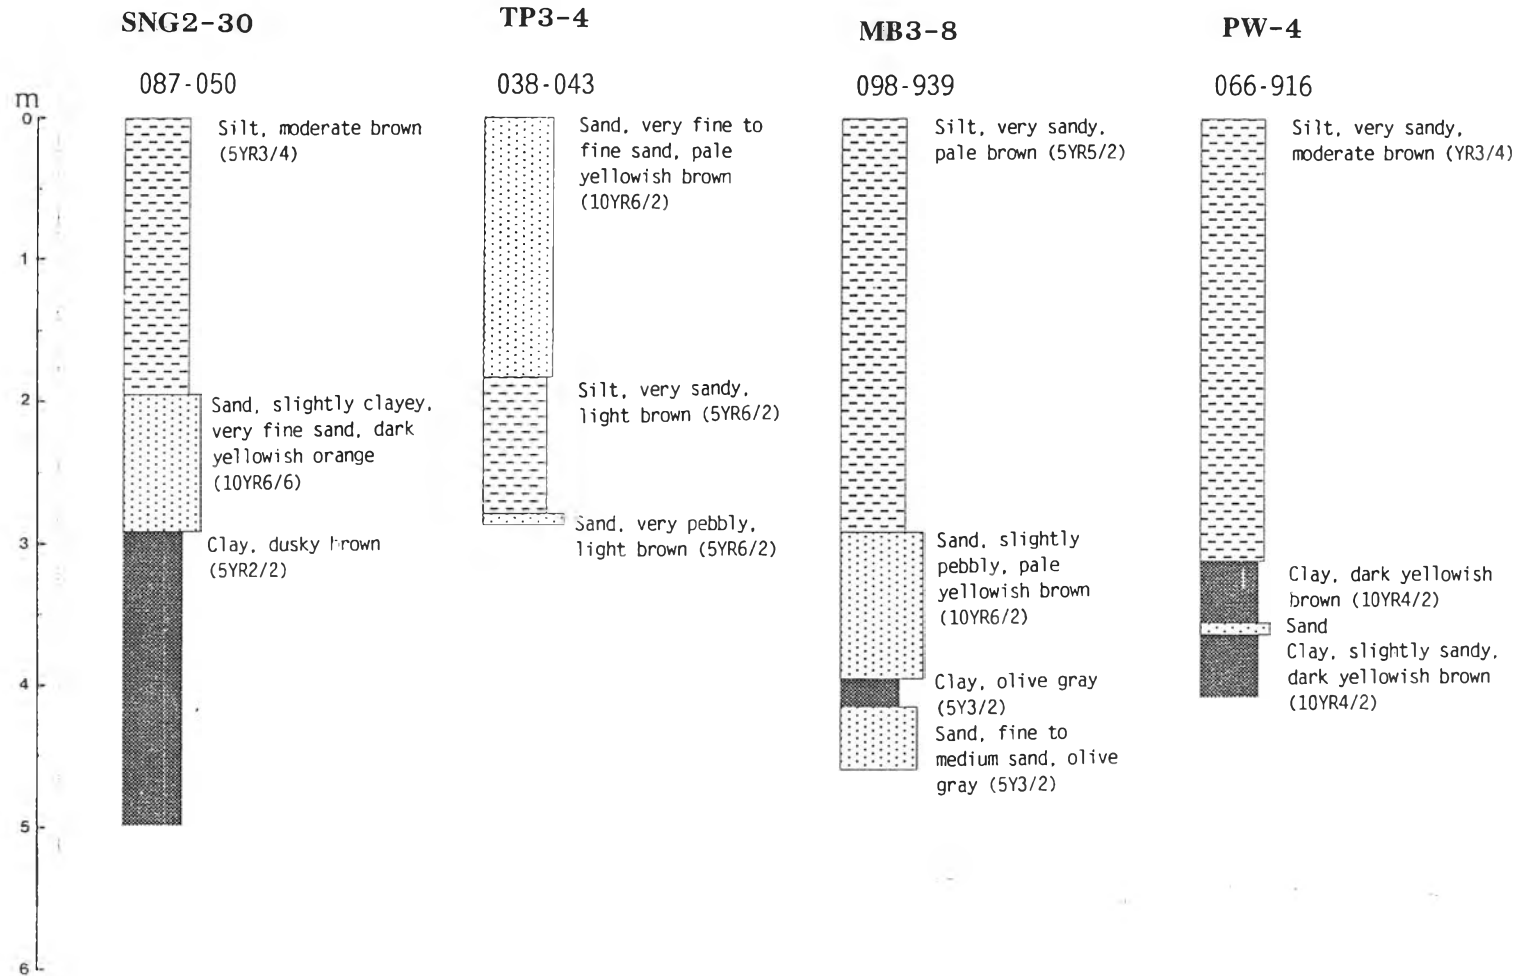 SNG2-30
087-050
m
0
1
2
3
4
5
6
Silt, moderate brown
(5YR3/4)
Sand, slightly clayey,
very fine sand, dark
yellowish orange
(10YR6/6)
Clay, dusky brown
(5YR2/2)
TP3-4
038-043
Sand, very fine to
fine sand, pale
yellowish brown
(10YR6/2)
Silt, very sandy,
light brown (5YR6/2)
Sand, very pebbly,
light brown (5YR6/2)
MB3-8
098-939
Silt, very sandy,
pale brown (5YR5/2)
Sand, slightly
pebbly, pale
yellowish brown
(10YR6/2)
Clay, olive gray
(5Y3/2)
Sand, fine to
medium sand, olive
gray (5Y3/2)
PW-4
066-916
Silt, very sandy,
moderate brown (YR3/4)
Clay, dark yellowish
brown (10YR4/2)
Sand
Clay, slightly sandy,
dark yellowish brown
(10YR4/2)